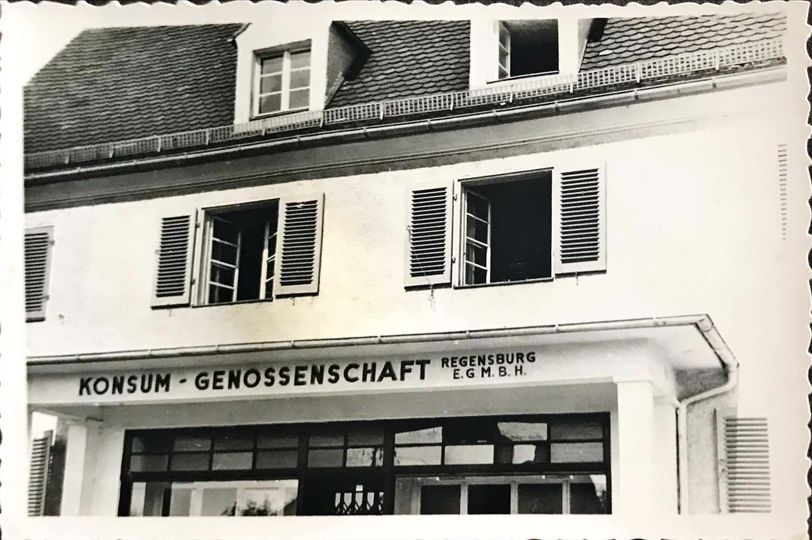 KONSUM - GENOSSENSCHAFT
REGENSBURG
E.G M.B.H.